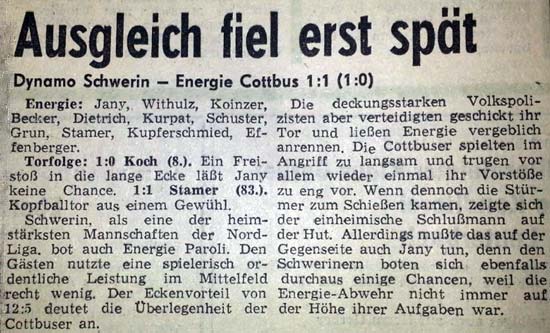 Ausgleich fiel erst spät
Dynamo Schwerin — Energie Cottbus 1:1 (1:0)
Energie: Jany, Withulz, Koinzer,
Becker, Dietrich, Kurpat, Schuster,
Grun, Stamer, Kupferschmied, Ef-
fenberger.
Torfolge: 1:0 Koch (8.). Ein Frei-
stoß in die lange Ecke läßt Jany
keine Chance. 1:1 Stamer (83.).
Kopfballtor aus einem Gewühl.
Schwerin, als eine der heim-
stärksten Mannschaften der Nord-
Liga, bot auch Energie Paroli. Den
Gästen nutzte eine spielerisch or-
dentliche Leistung im Mittelfeld
recht wenig. Der Eckenvorteil von
12:5 deutet die Überlegenheit der
Cottbuser an.
Die deckungsstarken Volkspoli-
zisten aber verteidigten geschickt ihr
Tor und ließen Energie vergeblich
anrennen. Die Cottbuser spielten im
Angriff zu langsam und trugen vor
allem wieder einmal ihr Vorstöße
zu eng vor. Wenn dennoch die Stür-
mer zum Schießen kamen, zeigte sich
der einheimische Schlußmann auf
der Hut. Allerdings mußte das auf der
Gegenseite auch Jany tun, denn den
Schwerinern boten sich ebenfalls
durchaus einige Chancen, weil die
Energie-Abwehr nicht immer auf
der Höhe ihrer Aufgaben war.